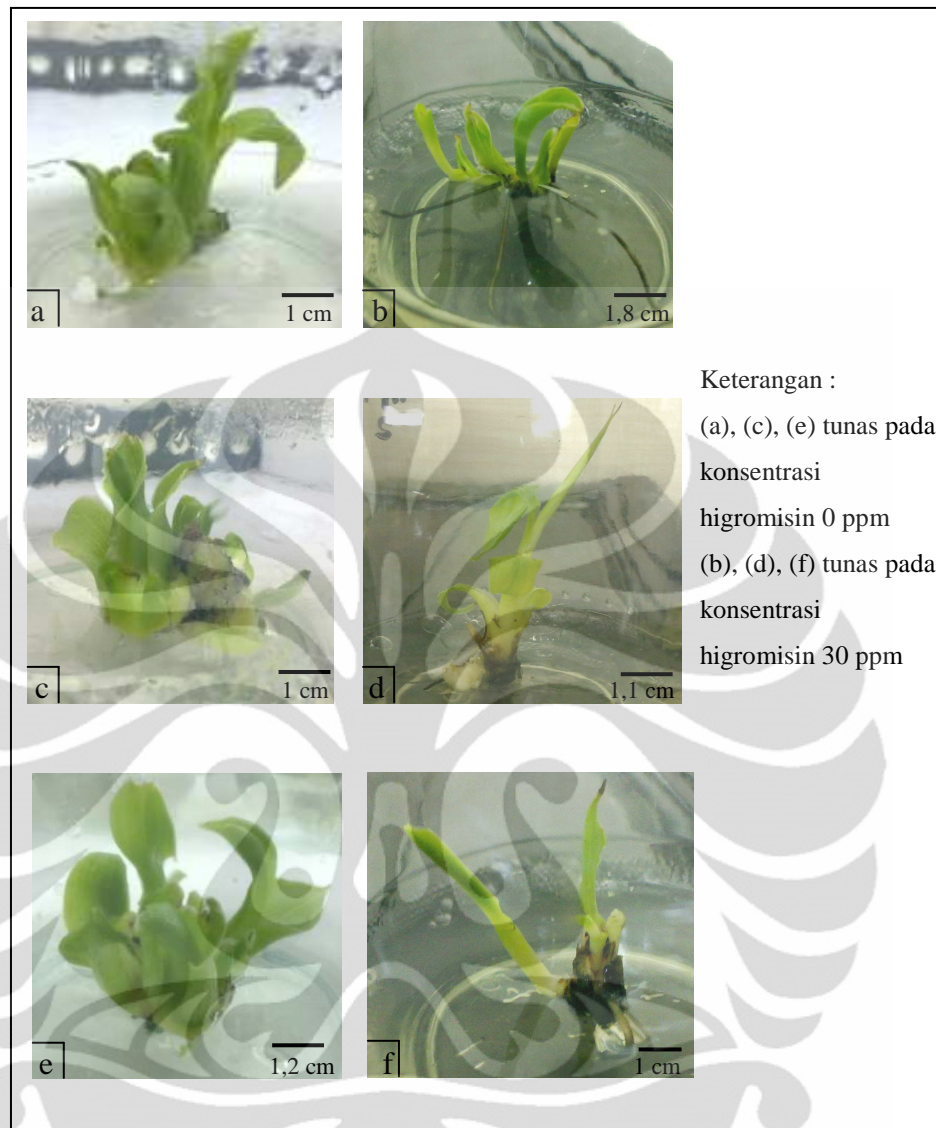 a
1 cm
b
1,8 cm
Keterangan :
(a), (c), (e) tunas pada
konsentrasi
higromisin 0 ppm
(b), (d), (f) tunas pada
konsentrasi
higromisin 30 ppm
c
1 cm
d
1,1 cm
e
1,2 cm
f
1 cm